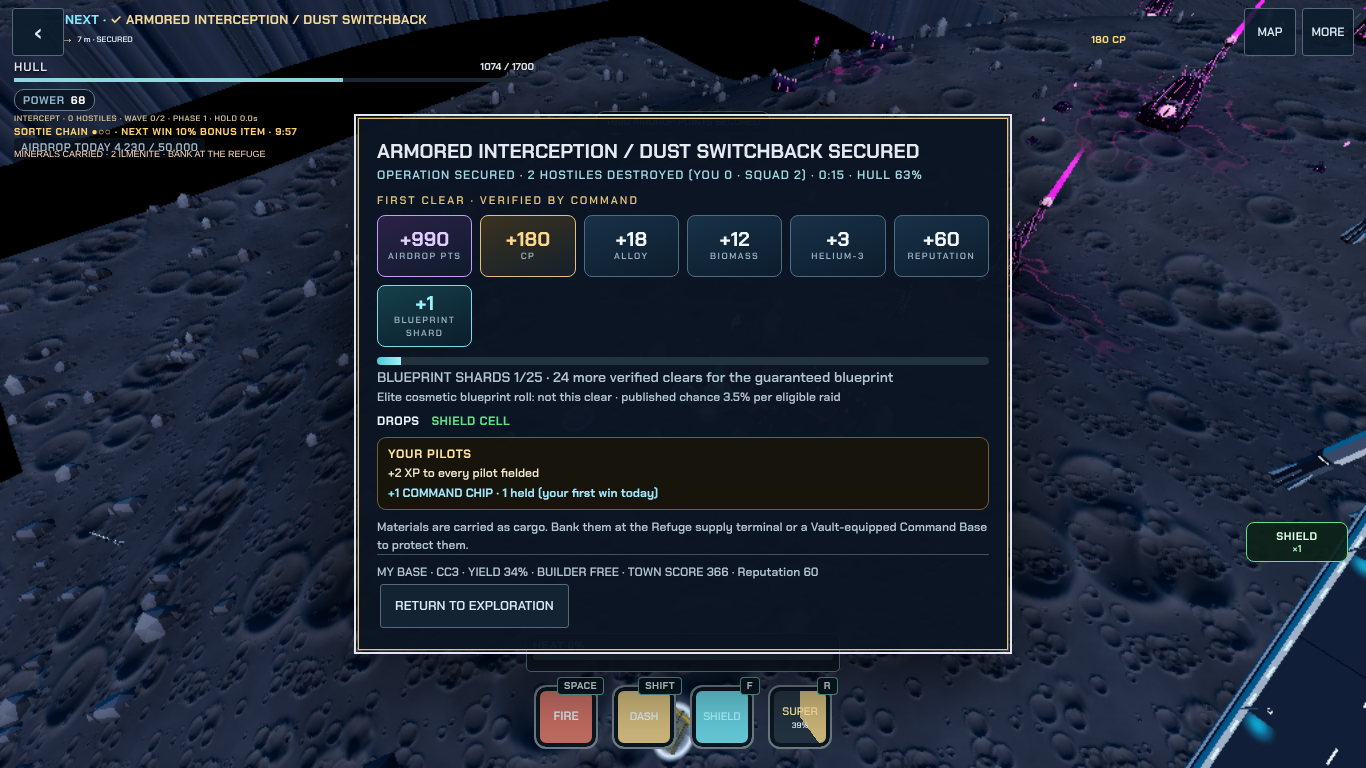 ‹
NEXT · ✓ ARMORED INTERCEPTION / DUST SWITCHBACK
→ 7 m · SECURED
180 CP
MAP
MORE
HULL
1074 / 1700
POWER 68
INTERCEPT · 0 HOSTILES · WAVE 0/2 · PHASE 1 · HOLD 0.0s
SORTIE CHAIN ●○○ · NEXT WIN 10% BONUS ITEM · 9:57
AIRDROP TODAY 4,230 / 50,000
MINERALS CARRIED · 2 ILMENITE · BANK AT THE REFUGE
ARMORED INTERCEPTION / DUST SWITCHBACK SECURED
OPERATION SECURED · 2 HOSTILES DESTROYED (YOU 0 · SQUAD 2) · 0:15 · HULL 63%
FIRST CLEAR · VERIFIED BY COMMAND
+990
AIRDROP PTS
+180
CP
+18
ALLOY
+12
BIOMASS
+3
HELIUM-3
+60
REPUTATION
+1
BLUEPRINT
SHARD
BLUEPRINT SHARDS 1/25 · 24 more verified clears for the guaranteed blueprint
Elite cosmetic blueprint roll: not this clear · published chance 3.5% per eligible raid
DROPS SHIELD CELL
YOUR PILOTS
+2 XP to every pilot fielded
+1 COMMAND CHIP · 1 held (your first win today)
Materials are carried as cargo. Bank them at the Refuge supply terminal or a Vault-equipped Command Base
to protect them.
MY BASE · CC3 · YIELD 34% · BUILDER FREE · TOWN SCORE 366 · Reputation 60
RETURN TO EXPLORATION
SHIELD
×1
SPACE
FIRE
SHIFT
DASH
F
SHIELD
R
SUPER
39%